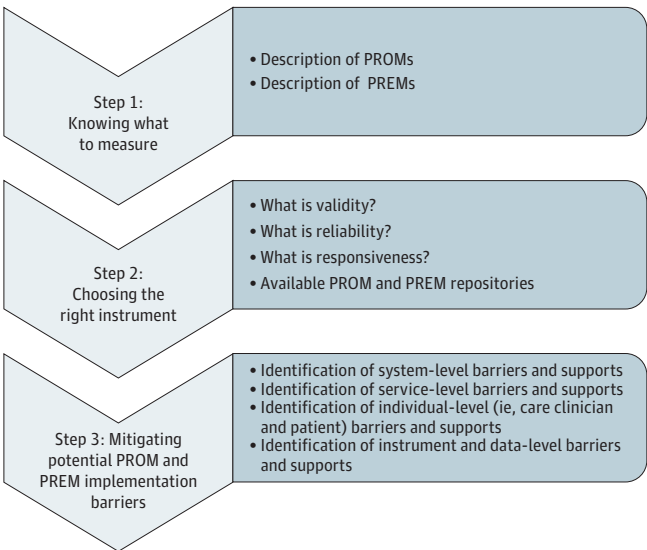 Step 1:
Knowing what
to measure
• Description of PROMs
• Description of PREMs
Step 2:
Choosing the
right instrument
• What is validity?
• What is reliability?
• What is responsiveness?
• Available PROM and PREM repositories
Step 3: Mitigating
potential PROM and
PREM implementation
barriers
• Identification of system-level barriers and supports
• Identification of service-level barriers and supports
• Identification of individual-level (ie, care clinician
and patient) barriers and supports
• Identification of instrument and data-level barriers
and supports